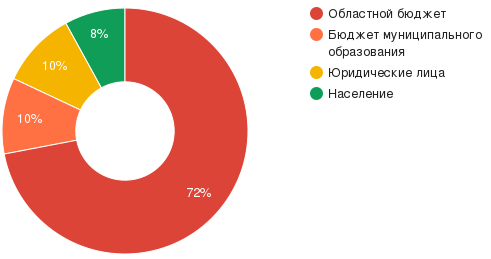 8%
10%
10%
72%
Областной бюджет
Бюджет муниципального
образования
Юридические лица
Население